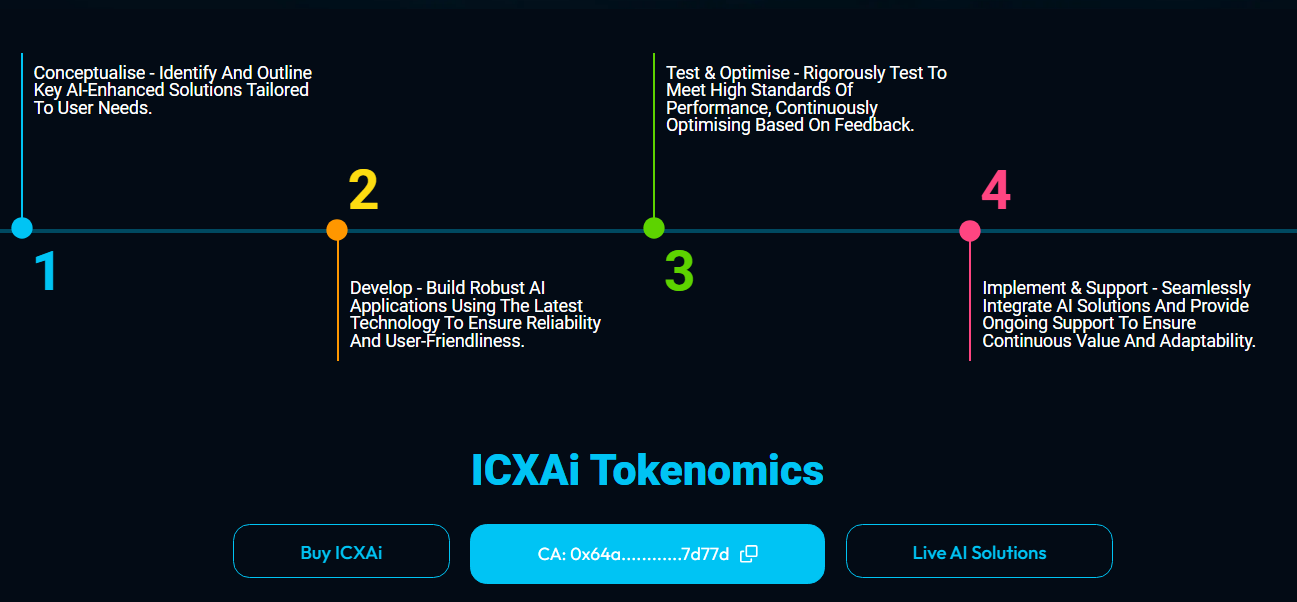 Conceptualise - Identify And Outline
Key AI-Enhanced Solutions Tailored
To User Needs.
1
2
Develop - Build Robust AI
Applications Using The Latest
Technology To Ensure Reliability
And User-Friendliness.
Test & Optimise - Rigorously Test To
Meet High Standards Of
Performance, Continuously
Optimising Based On Feedback.
3
4
Implement & Support - Seamlessly
Integrate AI Solutions And Provide
Ongoing Support To Ensure
Continuous Value And Adaptability.
ICXAi Tokenomics
Buy ICXAi
CA: 0x64a............7d77d
Live AI Solutions